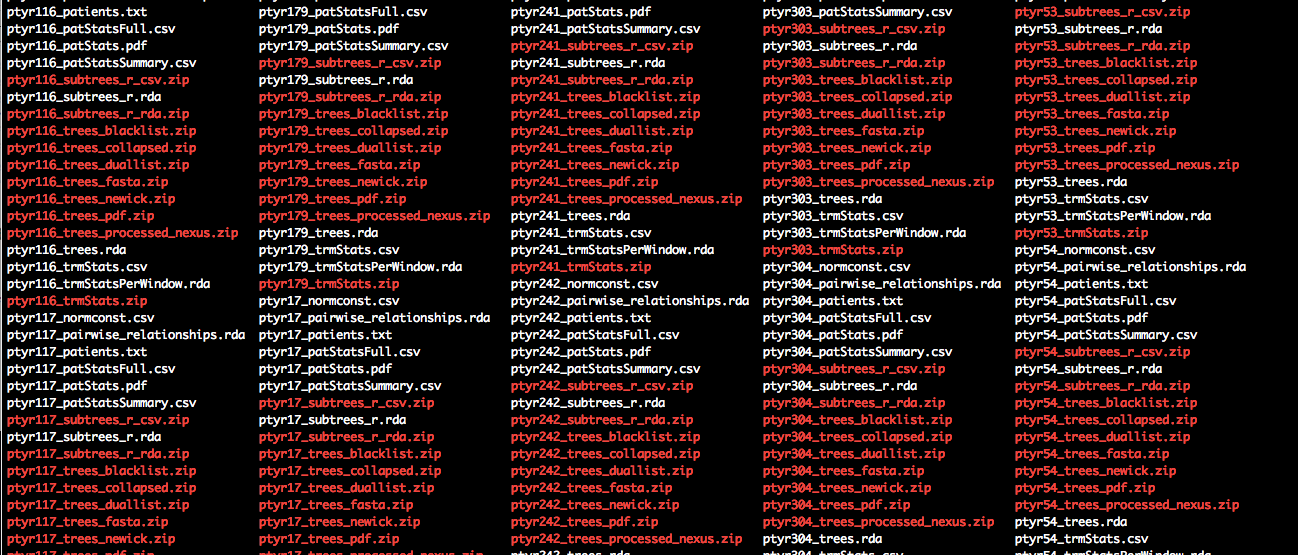 ptyr116_patients.txt ptyr179_patStatsFull.csv ptyr241_patStats.pdf ptyr303_patStatsSummary.csv ptyr53_subtrees_r_csv.zip
ptyr116_patStatsFull.csv ptyr179_patStats.pdf ptyr241_patStatsSummary.csv ptyr303_subtrees_r_csv.zip ptyr53_subtrees_r.rda
ptyr116_patStats.pdf ptyr179_patStatsSummary.csv ptyr241_subtrees_r_csv.zip ptyr303_subtrees_r.rda ptyr53_subtrees_r_rda.zip
ptyr116_patStatsSummary.csv ptyr179_subtrees_r_csv.zip ptyr241_subtrees_r.rda ptyr303_subtrees_r_rda.zip ptyr53_trees_blacklist.zip
ptyr116_subtrees_r_csv.zip ptyr179_subtrees_r.rda ptyr241_subtrees_r_rda.zip ptyr303_trees_blacklist.zip ptyr53_trees_collapsed.zip
ptyr116_subtrees_r.rda ptyr179_subtrees_r_rda.zip ptyr241_trees_blacklist.zip ptyr303_trees_collapsed.zip ptyr53_trees_duallist.zip
ptyr116_subtrees_r_rda.zip ptyr179_trees_blacklist.zip ptyr241_trees_collapsed.zip ptyr303_trees_duallist.zip ptyr53_trees_fasta.zip
ptyr116_trees_blacklist.zip ptyr179_trees_collapsed.zip ptyr241_trees_duallist.zip ptyr303_trees_fasta.zip ptyr53_trees_newick.zip
ptyr116_trees_collapsed.zip ptyr179_trees_duallist.zip ptyr241_trees_fasta.zip ptyr303_trees_newick.zip ptyr53_trees_pdf.zip
ptyr116_trees_duallist.zip ptyr179_trees_fasta.zip ptyr241_trees_newick.zip ptyr303_trees_pdf.zip ptyr53_trees_processed_nexus.zip
ptyr116_trees_fasta.zip ptyr179_trees_newick.zip ptyr241_trees_pdf.zip ptyr303_trees_processed_nexus.zip ptyr53_trees.rda
ptyr116_trees_newick.zip ptyr179_trees_pdf.zip ptyr241_trees_processed_nexus.zip ptyr303_trees.rda ptyr53_trmStats.csv
ptyr116_trees_pdf.zip ptyr179_trees_processed_nexus.zip ptyr241_trees.rda ptyr303_trmStats.csv ptyr53_trmStatsPerWindow.rda
ptyr116_trees_processed_nexus.zip ptyr179_trees.rda ptyr241_trmStats.csv ptyr303_trmStatsPerWindow.rda ptyr53_trmStats.zip
ptyr116_trees.rda ptyr179_trmStats.csv ptyr241_trmStatsPerWindow.rda ptyr303_trmStats.zip ptyr54_normconst.csv
ptyr116_trmStats.csv ptyr179_trmStatsPerWindow.rda ptyr241_trmStats.zip ptyr304_normconst.csv ptyr54_pairwise_relationships.rda
ptyr116_trmStatsPerWindow.rda ptyr179_trmStats.zip ptyr242_normconst.csv ptyr304_pairwise_relationships.rda ptyr54_patients.txt
ptyr116_trmStats.zip ptyr17_normconst.csv ptyr242_pairwise_relationships.rda ptyr304_patients.txt ptyr54_patStatsFull.csv
ptyr117_normconst.csv ptyr17_pairwise_relationships.rda ptyr242_patients.txt ptyr304_patStatsFull.csv ptyr54_patStats.pdf
ptyr117_pairwise_relationships.rda ptyr17_patients.txt ptyr242_patStatsFull.csv ptyr304_patStats.pdf ptyr54_patStatsSummary.csv
ptyr117_patients.txt ptyr17_patStatsFull.csv ptyr242_patStats.pdf ptyr304_patStatsSummary.csv ptyr54_subtrees_r_csv.zip
ptyr117_patStatsFull.csv ptyr17_patStats.pdf ptyr242_patStatsSummary.csv ptyr304_subtrees_r_csv.zip ptyr54_subtrees_r.rda
ptyr117_patStats.pdf ptyr17_patStatsSummary.csv ptyr242_subtrees_r_csv.zip ptyr304_subtrees_r.rda ptyr54_subtrees_r_rda.zip
ptyr117_patStatsSummary.csv ptyr17_subtrees_r_csv.zip ptyr242_subtrees_r.rda ptyr304_subtrees_r_rda.zip ptyr54_trees_blacklist.zip
ptyr117_subtrees_r_csv.zip ptyr17_subtrees_r.rda ptyr242_subtrees_r_rda.zip ptyr304_trees_blacklist.zip ptyr54_trees_collapsed.zip
ptyr117_subtrees_r.rda ptyr17_subtrees_r_rda.zip ptyr242_trees_blacklist.zip ptyr304_trees_collapsed.zip ptyr54_trees_duallist.zip
ptyr117_subtrees_r_rda.zip ptyr17_trees_blacklist.zip ptyr242_trees_collapsed.zip ptyr304_trees_duallist.zip ptyr54_trees_fasta.zip
ptyr117_trees_blacklist.zip ptyr17_trees_collapsed.zip ptyr242_trees_duallist.zip ptyr304_trees_fasta.zip ptyr54_trees_newick.zip
ptyr117_trees_collapsed.zip ptyr17_trees_duallist.zip ptyr242_trees_fasta.zip ptyr304_trees_newick.zip ptyr54_trees_pdf.zip
ptyr117_trees_duallist.zip ptyr17_trees_fasta.zip ptyr242_trees_newick.zip ptyr304_trees_pdf.zip ptyr54_trees_processed_nexus.zip
ptyr117_trees_fasta.zip ptyr17_trees_newick.zip ptyr242_trees_pdf.zip ptyr304_trees_processed_nexus.zip ptyr54_trees.rda
ptyr117_trees_newick.zip ptyr17_trees_pdf.zip ptyr242_trees_processed_nexus.zip ptyr304_trees.rda ptyr54_trmStats.csv
ptyr117_trees_pdf.zip ptyr17_trees_processed_nexus.zip ptyr242_trees.rda ptyr304_trmStats.csv ptyr54_trmStatsPerWindow.rda